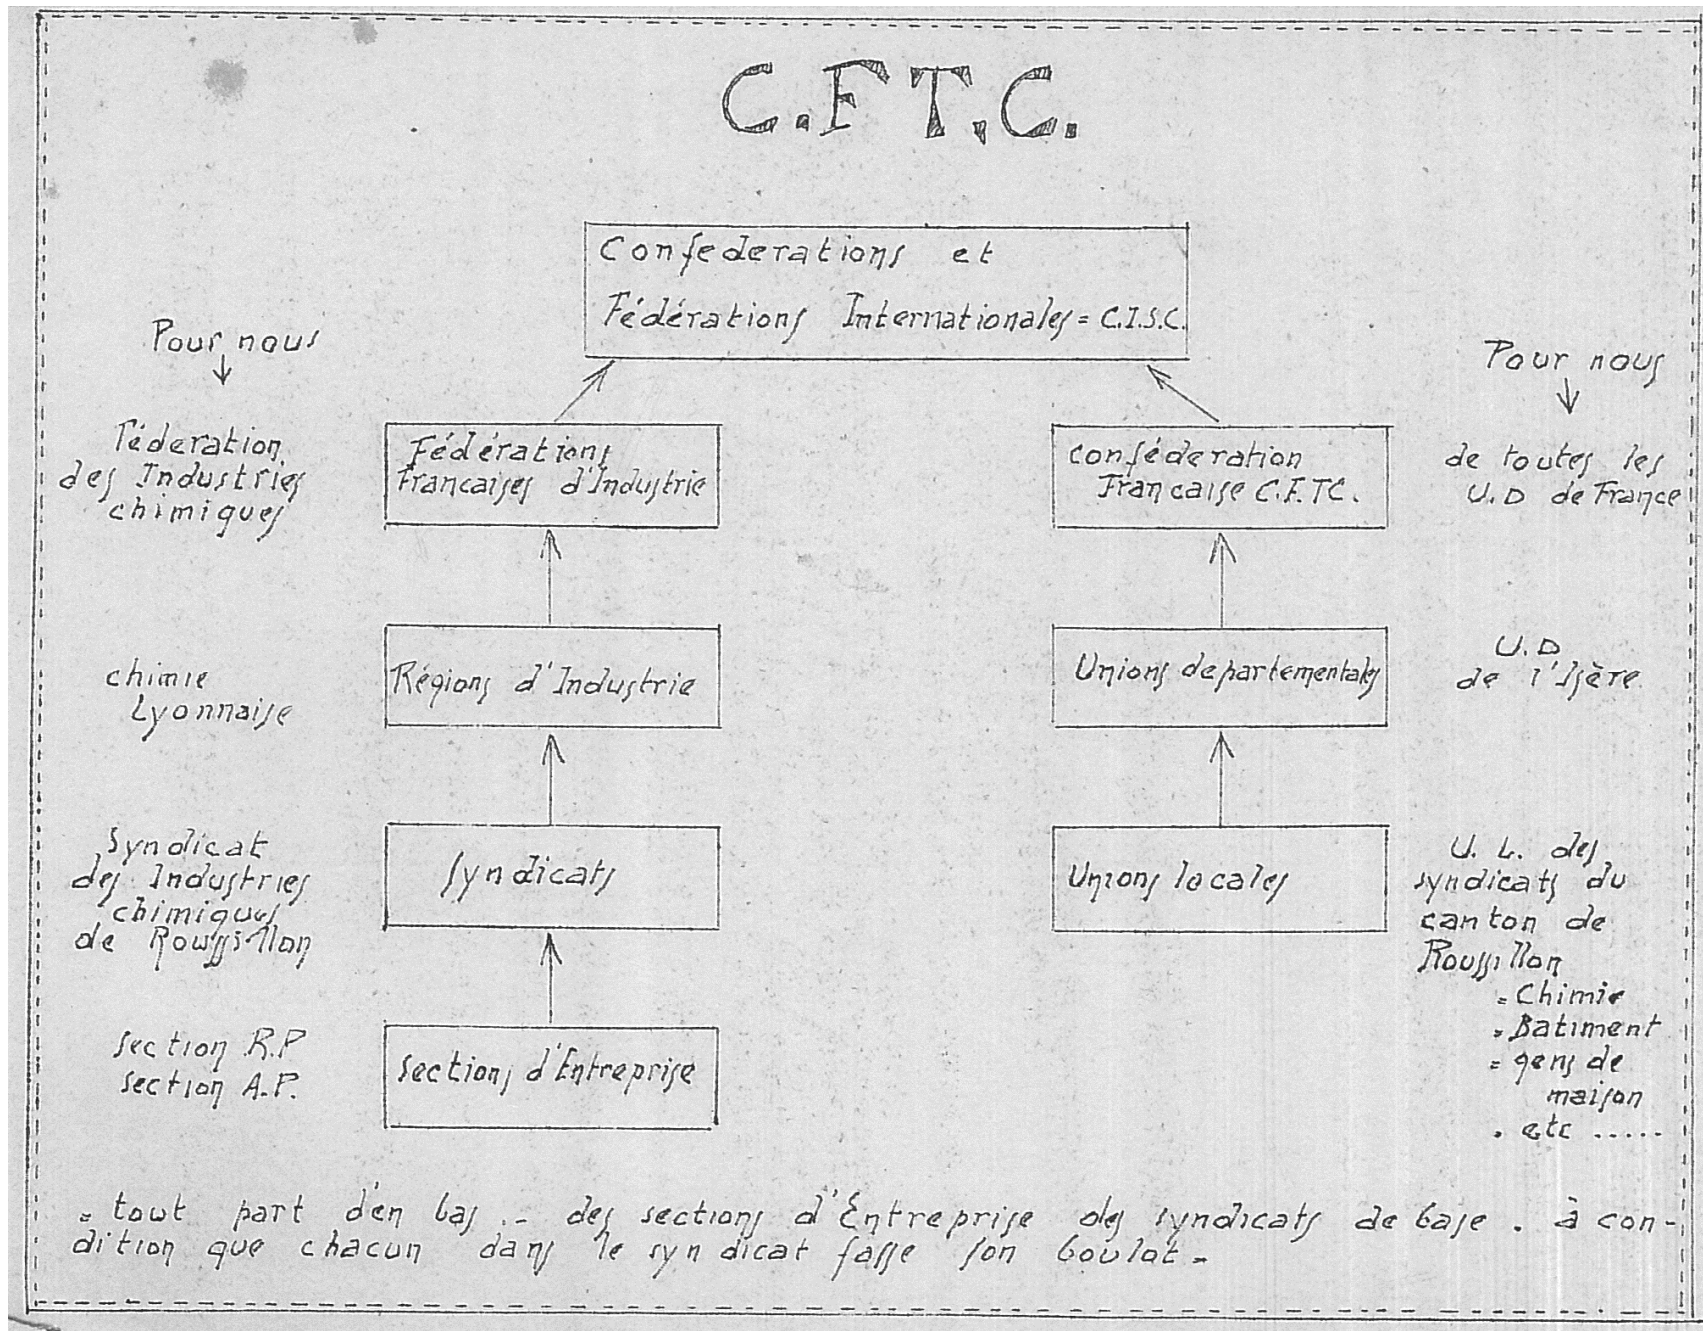 C.F.T.C.
Confederations et
Fédérations Internationales = C.I.S.C.
Pour nous
Féderation
des Industries
chimiques
Fédérations
Francaises d'Industrie
conféderation
Francaise C.F.TC.
Pour nous
de toutes les
U.D de France
chimie
Lyonnaise
Régions d'Industrie
Unions departementales
U.D
de l'Isère
Syndicat
des Industries
chimiques
de Roussillon
syndicats
Unions locales
U. L. des
syndicats du
canton de
Roussillon
= Chimie
= Batiment
= gens de
maison
. etc .....
section R.P
section A.P.
sections d'Entreprise
= tout part d'en bas .. des sections d'Entreprise des syndicats de base . à con-
dition que chacun dans le syndicat fasse son boulot =